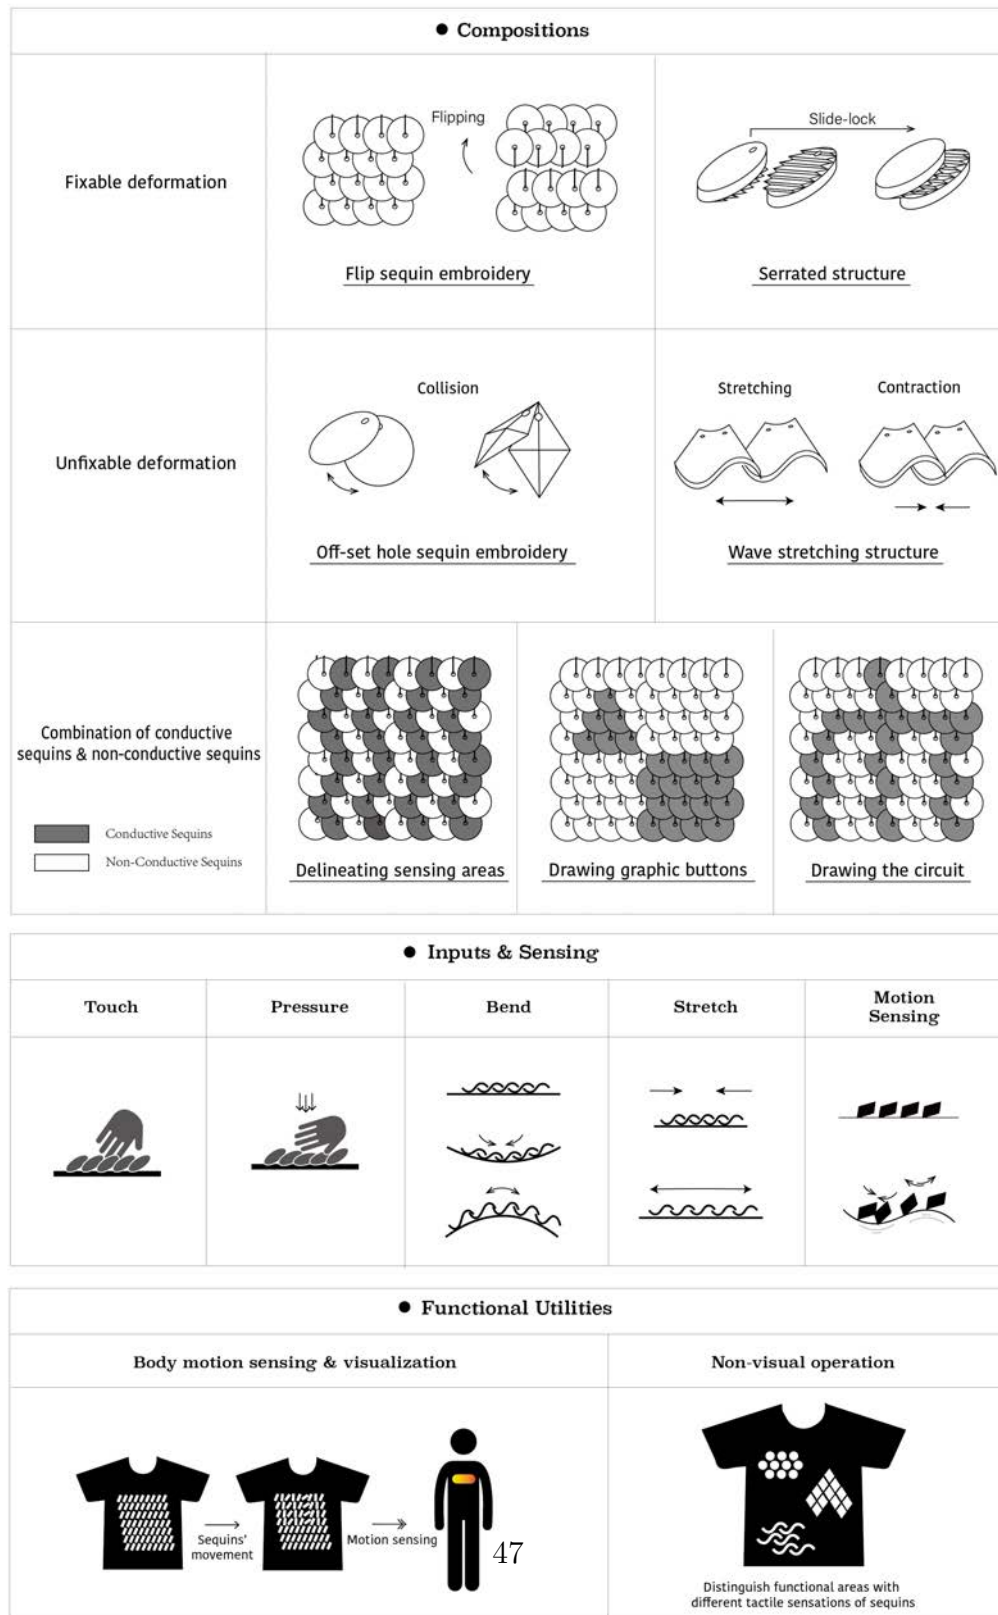 ● Compositions
Fixable deformation
Flipping
Flip sequin embroidery
Slide-lock
Serrated structure
Unfixable deformation
Collision
Off-set hole sequin embroidery
Stretching
Contraction
Wave stretching structure
Combination of conductive
sequins & non-conductive sequins
Conductive Sequins
Non-Conductive Sequins
Delineating sensing areas
Drawing graphic buttons
Drawing the circuit
● Inputs & Sensing
Touch
Pressure
Bend
Stretch
Motion
Sensing
● Functional Utilities
Body motion sensing & visualization
Sequins'
movement
Motion sensing
Non-visual operation
Distinguish functional areas with
different tactile sensations of sequins
47